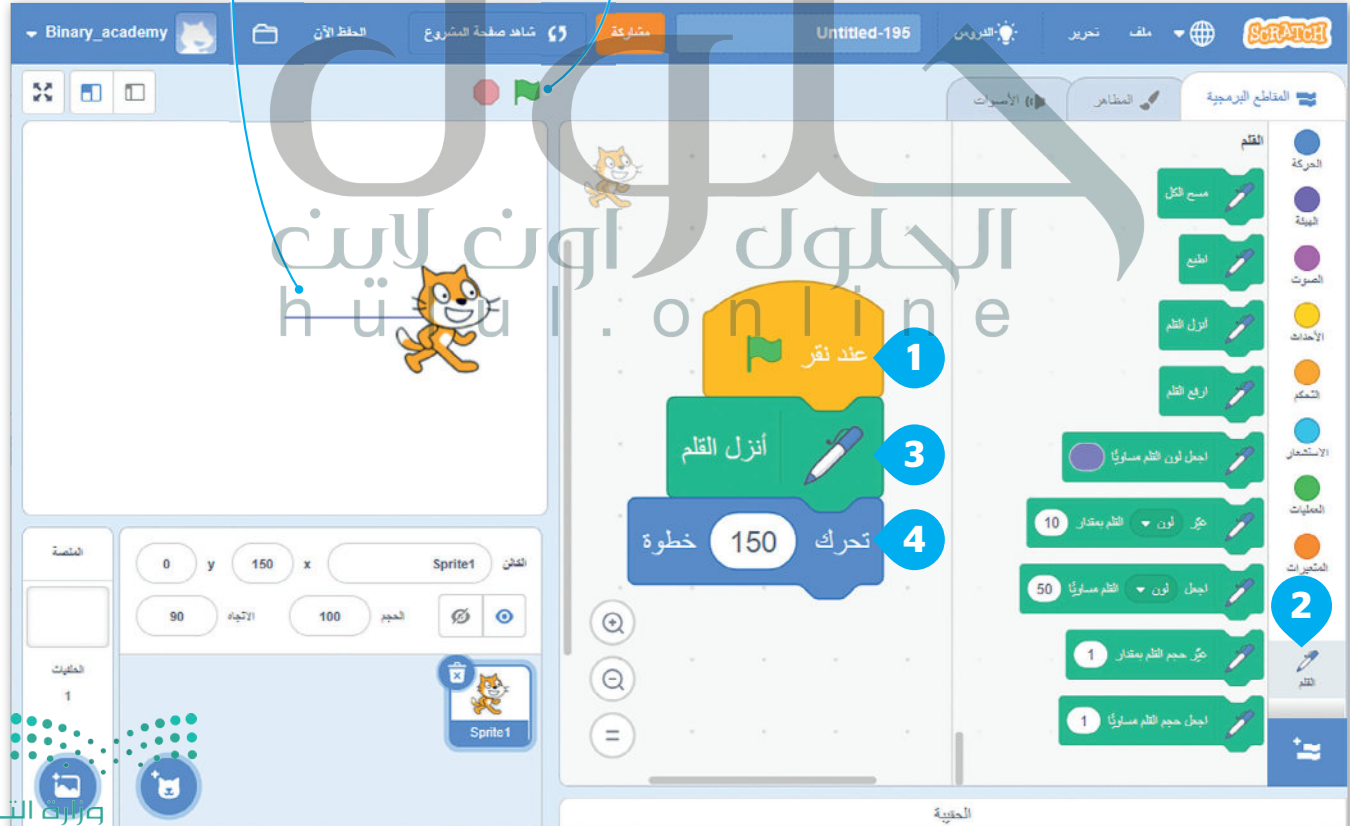 SCRATCH
ملف
تحرير
الدروس
Untitled-195
مشاركة
شاهد صفحة المشروع
الحفظ الآن
Binary_academy
المقاطع البرمجية
المظاهر
الأصوات
الحركة
الهيئة
الصوت
الأحداث
التحكم
الاستشعار
العمليات
المتغيرات
2
القلم
القلم
مسح الكل
اطبع
أنزل القلم
ارفع القلم
اجعل لون القلم مساويًا
غيّر لون القلم بمقدار 10
اجعل لون القلم مساويًا 50
غيّر حجم القلم بمقدار 1
اجعل حجم القلم مساويًا 1
عند نقر
1
أنزل القلم
3
تحرك 150 خطوة
4
حلول
الحلول اون لاين
hülul.online
الكائن Sprite1 x 150 y 0
الحجم 100 الاتجاه 90
Sprite1
المنصة
الخلفيات
1
الحقيبة
وزارة التـ